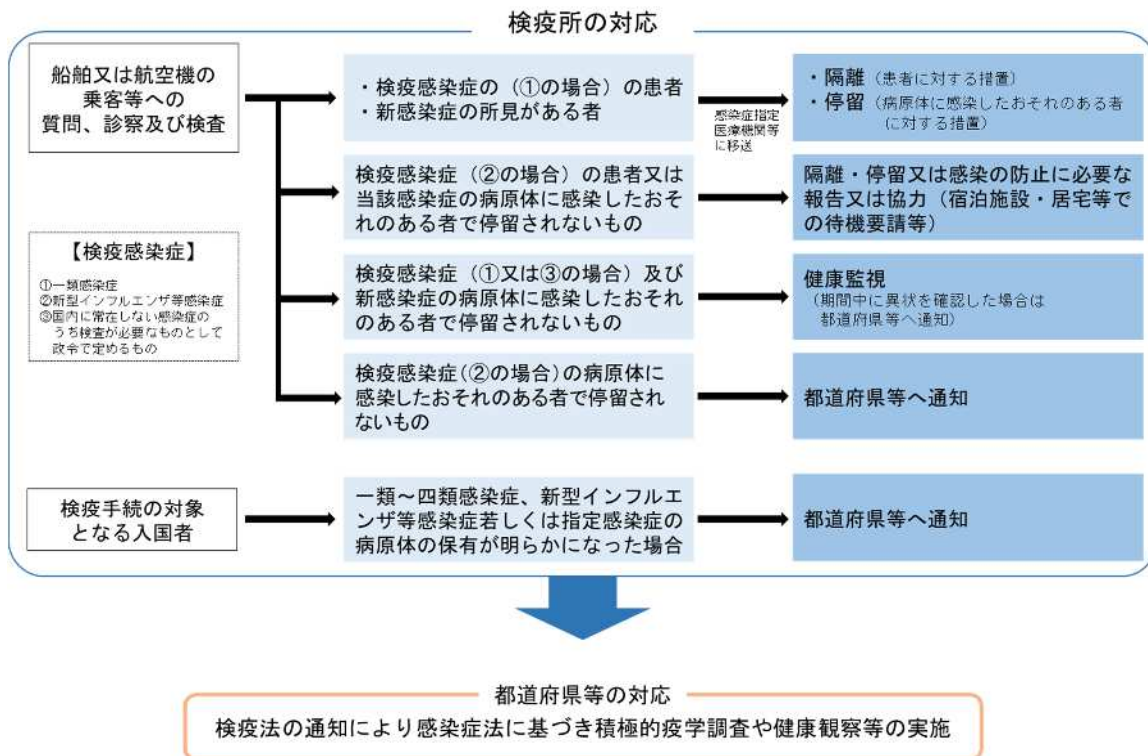 検疫所の対応
船舶又は航空機の
乗客等への
質問、診察及び検査
・検疫感染症の（①の場合）の患者
・新感染症の所見がある者
感染症指定
医療機関等
に移送
・隔離（患者に対する措置）
・停留（病原体に感染したおそれのある者
に対する措置）
検疫感染症（②の場合）の患者又は
当該感染症の病原体に感染したおそ
れのある者で停留されないもの
隔離・停留又は感染の防止に必要な
報告又は協力（宿泊施設・居宅等で
の待機要請等）
【検疫感染症】
①一類感染症
②新型インフルエンザ等感染症
③国内に常在しない感染症の
うち検査が必要なものとして
政令で定めるもの
検疫感染症（①又は③の場合）及び
新感染症の病原体に感染したおそれ
のある者で停留されないもの
健康監視
（期間中に異状を確認した場合は
都道府県等へ通知）
検疫感染症(②の場合)の病原体に
感染したおそれのある者で停留され
ないもの
都道府県等へ通知
検疫手続の対象
となる入国者
一類～四類感染症、新型インフルエ
ンザ等感染症若しくは指定感染症の
病原体の保有が明らかになった場合
都道府県等へ通知
都道府県等の対応
検疫法の通知により感染症法に基づき積極的疫学調査や健康観察等の実施